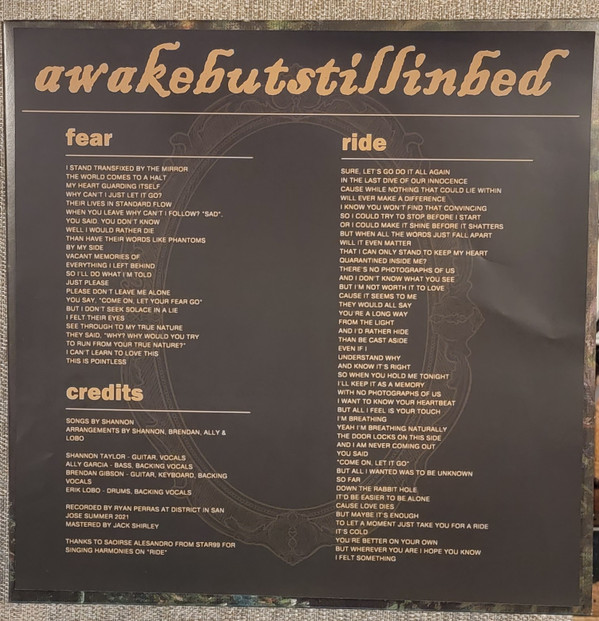 awakebutstillinbed
fear
I STAND TRANSFIXED BY THE MIRROR
THE WORLD COMES TO A HALT
MY HEART GUARDING ITSELF
WHY CAN'T I JUST LET IT GO?
THEIR LIVES IN STANDARD FLOW
WHEN YOU LEAVE WHY CAN'T I FOLLOW? "SAD",
YOU SAID, YOU DON'T KNOW
WELL I WOULD RATHER DIE
THAN HAVE THEIR WORDS LIKE PHANTOMS
BY MY SIDE
VACANT MEMORIES OF
EVERYTHING I LEFT BEHIND
SO I'LL DO WHAT I'M TOLD
JUST PLEASE
PLEASE DON'T LEAVE ME ALONE
YOU SAY, "COME ON, LET YOUR FEAR GO"
BUT I DON'T SEEK SOLACE IN A LIE
I FELT THEIR EYES
SEE THROUGH TO MY TRUE NATURE
THEY SAID, "WHY? WHY WOULD YOU TRY
TO RUN FROM YOUR TRUE NATURE?"
I CAN'T LEARN TO LOVE THIS
THIS IS POINTLESS
credits
SONGS BY SHANNON
ARRANGEMENTS BY SHANNON, BRENDAN, ALLY &
LOBO
SHANNON TAYLOR - GUITAR, VOCALS
ALLY GARCIA - BASS, BACKING VOCALS
BRENDAN GIBSON - GUITAR, KEYBOARD, BACKING
VOCALS
ERIK LOBO - DRUMS, BACKING VOCALS
RECORDED BY RYAN PERRAS AT DISTRICT IN SAN
JOSE SUMMER 2021
MASTERED BY JACK SHIRLEY
THANKS TO SAOIRSE ALESANDRO FROM STAR99 FOR
SINGING HARMONIES ON "RIDE"
ride
SURE, LET'S GO DO IT ALL AGAIN
IN THE LAST DIVE OF OUR INNOCENCE
CAUSE WHILE NOTHING THAT COULD LIE WITHIN
WILL EVER MAKE A DIFFERENCE
I KNOW YOU WON'T FIND THAT CONVINCING
SO I COULD TRY TO STOP BEFORE I START
OR I COULD MAKE IT SHINE BEFORE IT SHATTERS
BUT WHEN ALL THE WORDS JUST FALL APART
WILL IT EVEN MATTER
THAT I CAN ONLY STAND TO KEEP MY HEART
QUARANTINED INSIDE ME?
THERE'S NO PHOTOGRAPHS OF US
AND I DON'T KNOW WHAT YOU SEE
BUT I'M NOT WORTH IT TO LOVE
CAUSE IT SEEMS TO ME
THEY WOULD ALL SAY
YOU'RE A LONG WAY
FROM THE LIGHT
AND I'D RATHER HIDE
THAN BE CAST ASIDE
EVEN IF I
UNDERSTAND WHY
AND KNOW IT'S RIGHT
SO WHEN YOU HOLD ME TONIGHT
I'LL KEEP IT AS A MEMORY
WITH NO PHOTOGRAPHS OF US
I WANT TO KNOW YOUR HEARTBEAT
BUT ALL I FEEL IS YOUR TOUCH
I'M BREATHING
YEAH I'M BREATHING NATURALLY
THE DOOR LOCKS ON THIS SIDE
AND I AM NEVER COMING OUT
YOU SAID
"COME ON, LET IT GO"
BUT ALL I WANTED WAS TO BE UNKNOWN
SO FAR
DOWN THE RABBIT HOLE
IT'D BE EASIER TO BE ALONE
CAUSE LOVE DIES
BUT MAYBE IT'S ENOUGH
TO LET A MOMENT JUST TAKE YOU FOR A RIDE
IT'S COLD
YOU'RE BETTER ON YOUR OWN
BUT WHEREVER YOU ARE I HOPE YOU KNOW
I FELT SOMETHING